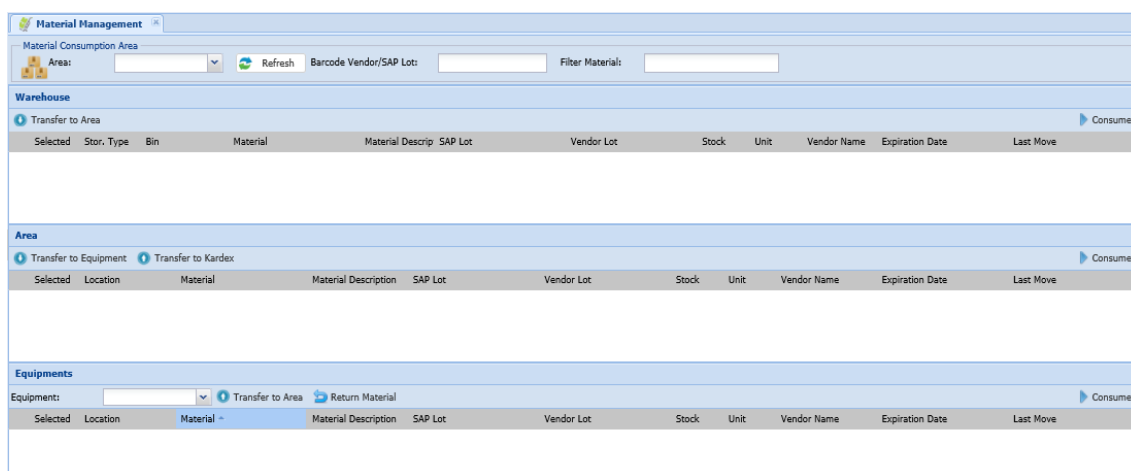 Material Management
Material Consumption Area
Area: Refresh Barcode Vendor/SAP Lot: Filter Material:
Warehouse
Transfer to Area Consume
Selected Stor. Type Bin Material Material Descrip SAP Lot Vendor Lot Stock Unit Vendor Name Expiration Date Last Move
Area
Transfer to Equipment Transfer to Kardex Consume
Selected Location Material Material Description SAP Lot Vendor Lot Stock Unit Vendor Name Expiration Date Last Move
Equipments
Equipment: Transfer to Area Return Material Consume
Selected Location Material Material Description SAP Lot Vendor Lot Stock Unit Vendor Name Expiration Date Last Move